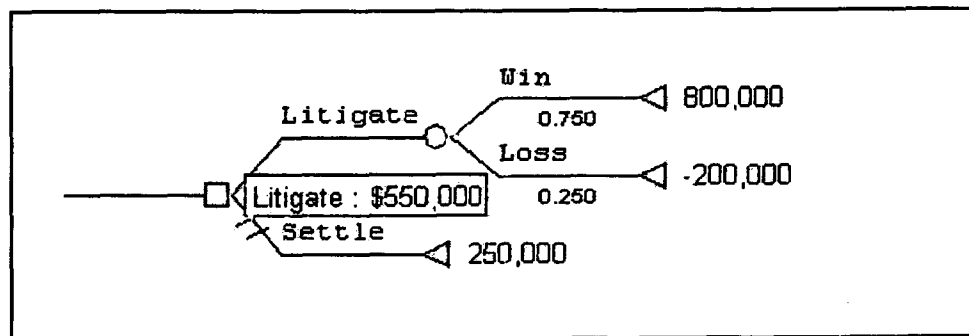 Win
800,000
0.750
Litigate
Loss
-200,000
0.250
Litigate : $550,000
Settle
250,000